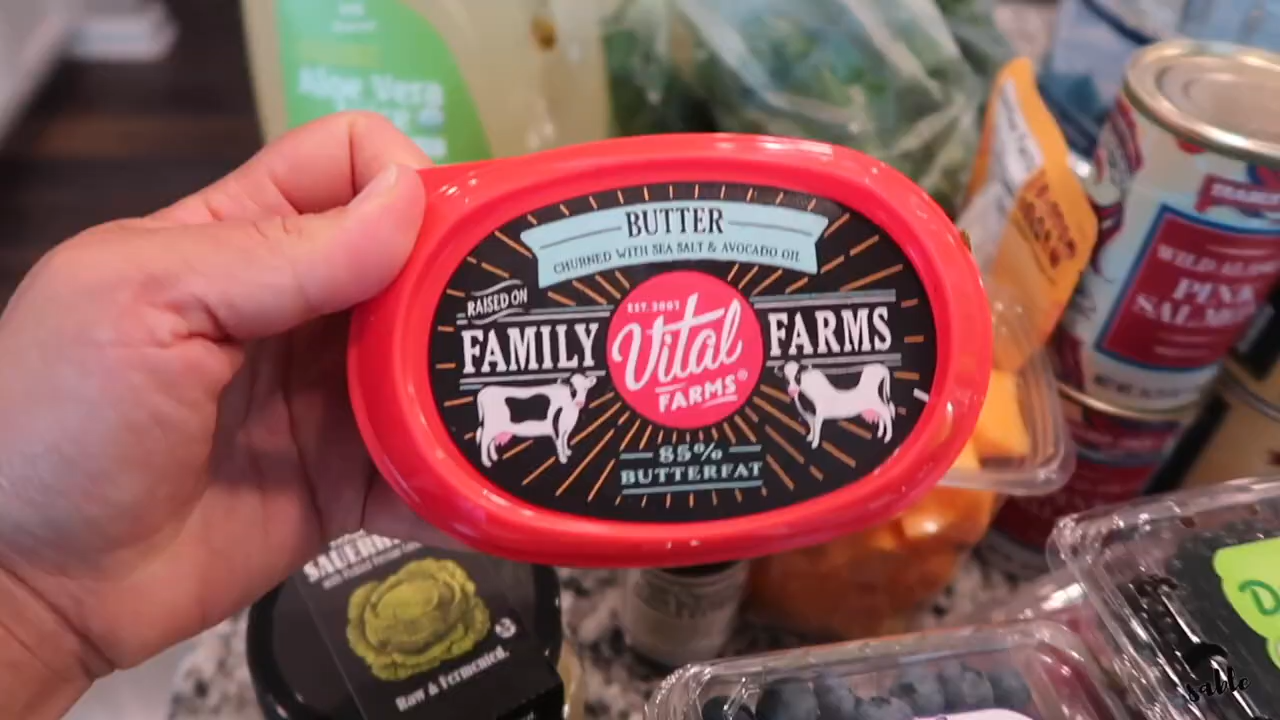 Aloe Vera
BUTTER
CHURNED WITH SEA SALT & AVOCADO OIL
RAISED ON
FAMILY
EST. 2007
Vital
FARMS®
FARMS
85%
BUTTERFAT
WILD ALASKAN
PINK
SALMON
Raw & Fermented.
sable